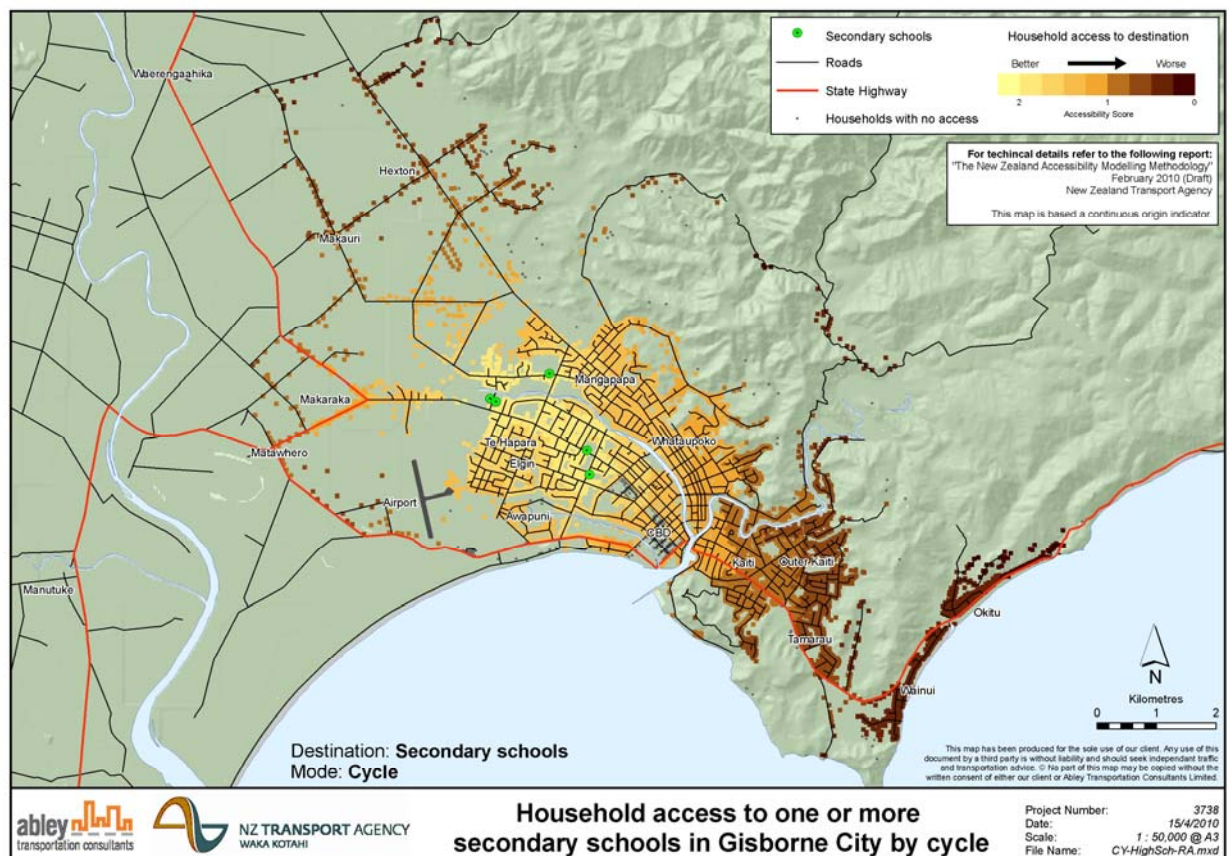 Secondary schools
Roads
State Highway
Households with no access
Household access to destination
Better Worse
2 1 0
Accessibility Score
For techincal details refer to the following report:
"The New Zealand Accessibility Modelling Methodology"
February 2010 (Draft)
New Zealand Transport Agency
This map is based a continuous origin indicator.
Waerengaahika
Hexton
Makauri
Mangapapa
Makaraka
Te Hapara
Whataupoko
Matawhero
Elgin
Airport
Awapuni
CBD
Kaiti
Outer Kaiti
Manutuke
Okitu
Tamarau
Wainui
N
Kilometres
0 1 2
Destination: Secondary schools
Mode: Cycle
This map has been produced for the sole use of our client. Any use of this
document by a third party is without liability and should seek independant traffic
and transportation advice. © No part of this map may be copied without the
written consent of either our client or Abley Transportation Consultants Limited.
abley
transportation consultants
NZ TRANSPORT AGENCY
WAKA KOTAHI
Household access to one or more
secondary schools in Gisborne City by cycle
Project Number: 3738
Date: 15/4/2010
Scale: 1 : 50,000 @ A3
File Name: CY-HighSch-RA.mxd